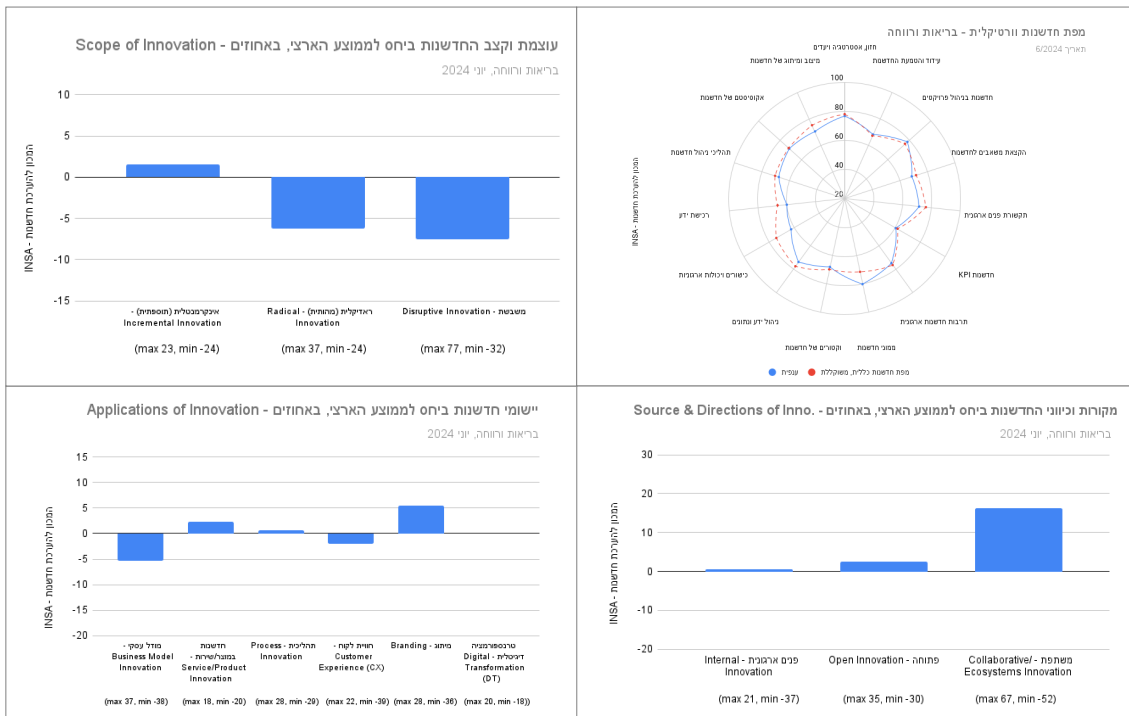 עוצמת וקצב החדשנות ביחס לממוצע הארצי, באחוזים - Scope of Innovation
בריאות ורווחה, יוני 2024
המכון להערכת חדשנות - INSA
10
5
0
-5
-10
-15
אינקרמנטלית (תוספתית) -
Incremental Innovation
(max 23, min -24)
ראדיקלית (מהותית) - Radical
Innovation
(max 37, min -24)
משבשת - Disruptive Innovation
(max 77, min -32)
מפת חדשנות וורטיקלית - בריאות ורווחה
תאריך 6/2024
המכון להערכת חדשנות - INSA
חזון, אסטרטגיה ויעדים
עידוד והטמעת החדשנות
חדשנות בניהול פרויקטים
הקצאת משאבים לחדשנות
תקשורת פנים ארגונית
חדשנות KPI
תרבות חדשנות ארגונית
ממוני חדשנות
וקטורים של חדשנות
ניהול ידע ונתונים
כישורים ויכולות ארגוניות
רכישת ידע
תהליכי ניהול חדשנות
אקוסיסטם של חדשנות
מיצוב ומיתוג של חדשנות
100
80
60
40
20
ענפית
מפת חדשנות כללית, משוקללת
יישומי חדשנות ביחס לממוצע הארצי, באחוזים - Applications of Innovation
בריאות ורווחה, יוני 2024
המכון להערכת חדשנות - INSA
15
10
5
0
-5
-10
-15
-20
מודל עסקי -
Business Model
Innovation
(max 37, min -38)
חדשנות
במוצר/שירות -
Service/Product
Innovation
(max 18, min -20)
תהליכית - Process
Innovation
(max 28, min -29)
חוויית לקוח -
Customer
Experience (CX)
(max 22, min -39)
מיתוג - Branding
(max 28, min -36)
טרנספורמציה
דיגיטלית - Digital
Transformation
(DT)
(max 20, min -18))
מקורות וכיווני החדשנות ביחס לממוצע הארצי, באחוזים - .Source & Directions of Inno
בריאות ורווחה, יוני 2024
המכון להערכת חדשנות - INSA
30
20
10
0
-10
-20
פנים ארגונית - Internal
Innovation
(max 21, min -37)
פתוחה - Open Innovation
(max 35, min -30)
משתפת - Collaborative/
Ecosystems Innovation
(max 67, min -52)